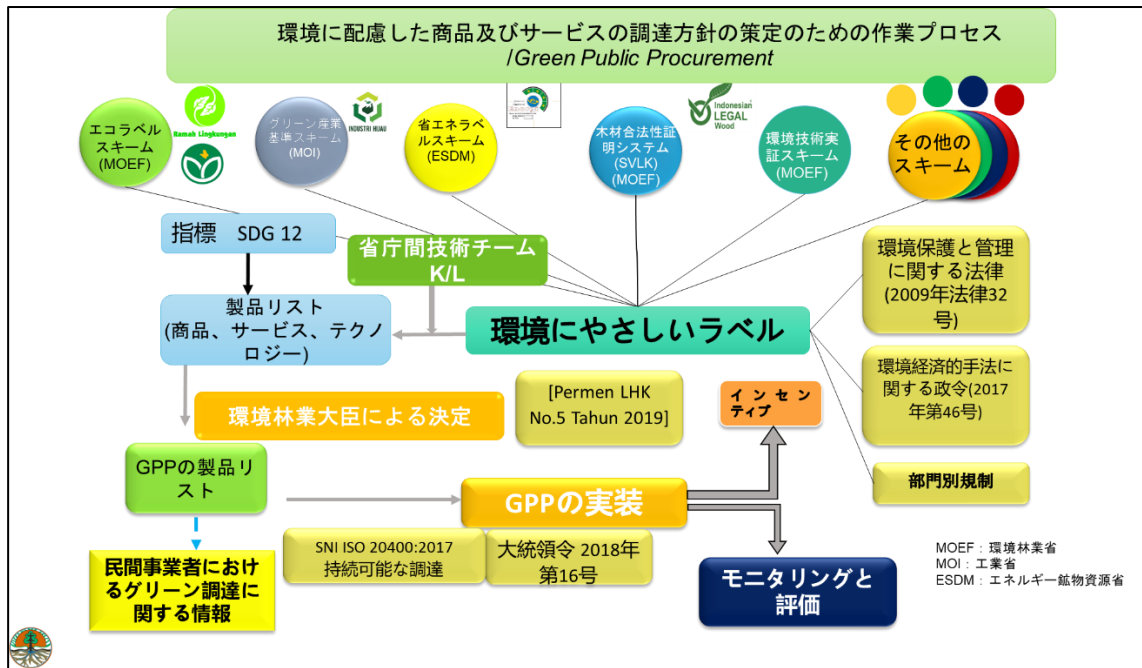 環境に配慮した商品及びサービスの調達方針の策定のための作業プロセス
/Green Public Procurement
エコラベル
スキーム
(MOEF)
Ramah Lingkungan
グリーン産業
基準スキーム
(MOI)
INDUSTRI HIJAU
省エネラベ
ルスキーム
(ESDM)
木材合法性証
明システム
(SVLK)
(MOEF)
Indonesian
LEGAL
Wood
環境技術実
証スキーム
(MOEF)
その他の
スキーム
指標 SDG 12
省庁間技術チーム
K/L
環境保護と管理
に関する法律
(2009年法律32
号)
製品リスト
(商品、サービス、テクノ
ロジー)
環境にやさしいラベル
環境経済的手法に
関する政令(2017
年第46号)
環境林業大臣による決定
[Permen LHK
No.5 Tahun 2019]
インセン
ティブ
部門別規制
GPPの製品リ
スト
GPPの実装
SNI ISO 20400:2017
持続可能な調達
大統領令 2018年
第16号
民間事業者におけ
るグリーン調達に
関する情報
モニタリングと
評価
MOEF：環境林業省
MOI：工業省
ESDM：エネルギー鉱物資源省